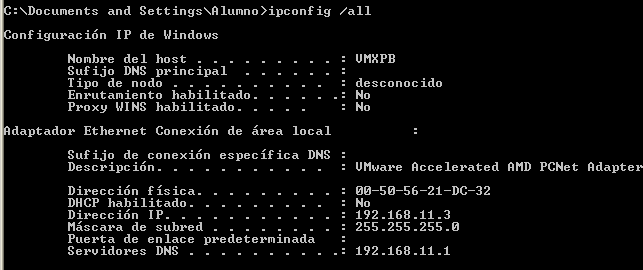 C:\Documents and Settings\Alumno>ipconfig /all
Configuración IP de Windows
Nombre del host . . . . . . . . . : VMXPB
Sufijo DNS principal . . . . . . :
Tipo de nodo . . . . . . . . . . : desconocido
Enrutamiento habilitado. . . . . .: No
Proxy WINS habilitado. . . . . : No
Adaptador Ethernet Conexión de área local :
Sufijo de conexión específica DNS :
Descripción. . . . . . . . . . . : VMware Accelerated AMD PCNet Adapter
Dirección física. . . . . . . . . : 00-50-56-21-DC-32
DHCP habilitado. . . . . . . . . : No
Dirección IP. . . . . . . . . . . : 192.168.11.3
Máscara de subred . . . . . . . . : 255.255.255.0
Puerta de enlace predeterminada :
Servidores DNS . . . . . . . . . . : 192.168.11.1